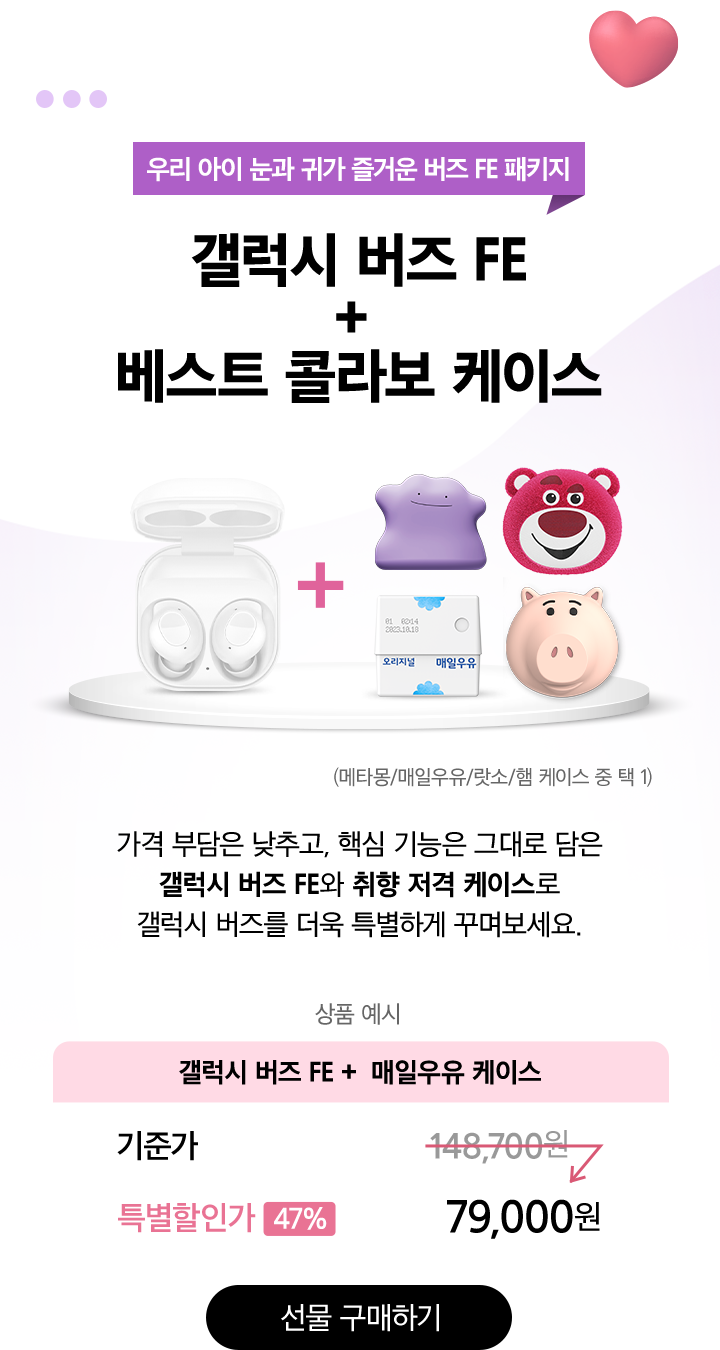 우리 아이 눈과 귀가 즐거운 버즈 FE 패키지
갤럭시 버즈 FE
+
베스트 콜라보 케이스
+
01 02:14
2023.10.18
오리지널 매일우유
(메타몽/매일우유/랏소/햄 케이스 중 택 1)
가격 부담은 낮추고, 핵심 기능은 그대로 담은
갤럭시 버즈 FE와 취향 저격 케이스로
갤럭시 버즈를 더욱 특별하게 꾸며보세요.
상품 예시
갤럭시 버즈 FE + 매일우유 케이스
기준가 148,700원
특별할인가 47% 79,000원
선물 구매하기